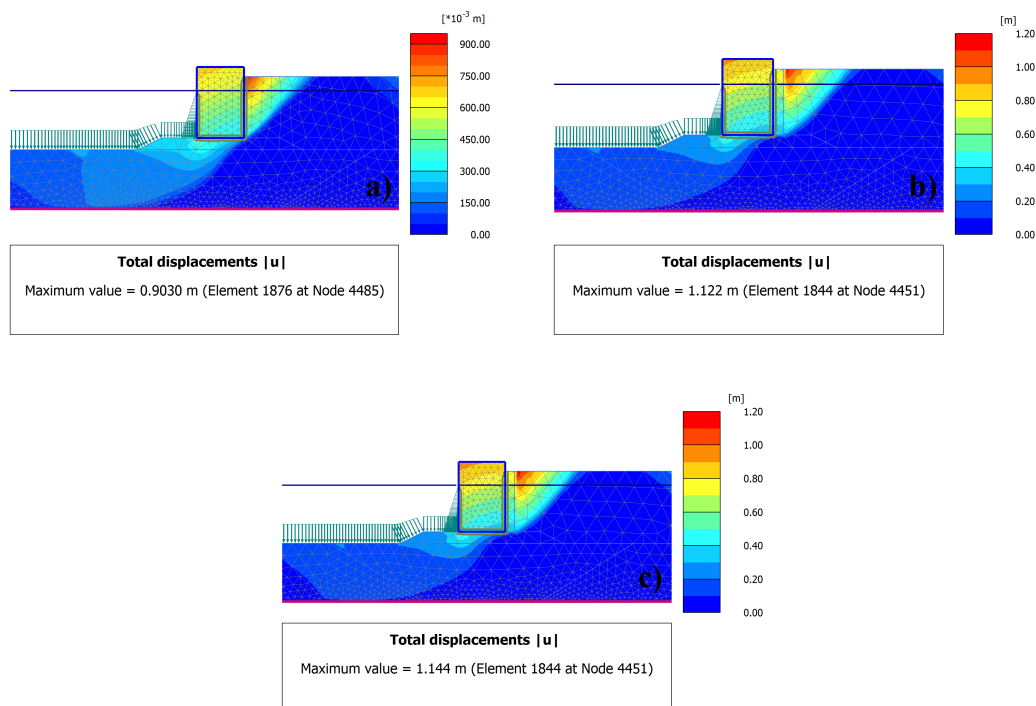 [*10⁻³ m]
900.00
750.00
600.00
450.00
300.00
150.00
0.00
a)
Total displacements |u|
Maximum value = 0.9030 m (Element 1876 at Node 4485)
[m]
1.20
1.00
0.80
0.60
0.40
0.20
0.00
b)
Total displacements |u|
Maximum value = 1.122 m (Element 1844 at Node 4451)
[m]
1.20
1.00
0.80
0.60
0.40
0.20
0.00
c)
Total displacements |u|
Maximum value = 1.144 m (Element 1844 at Node 4451)